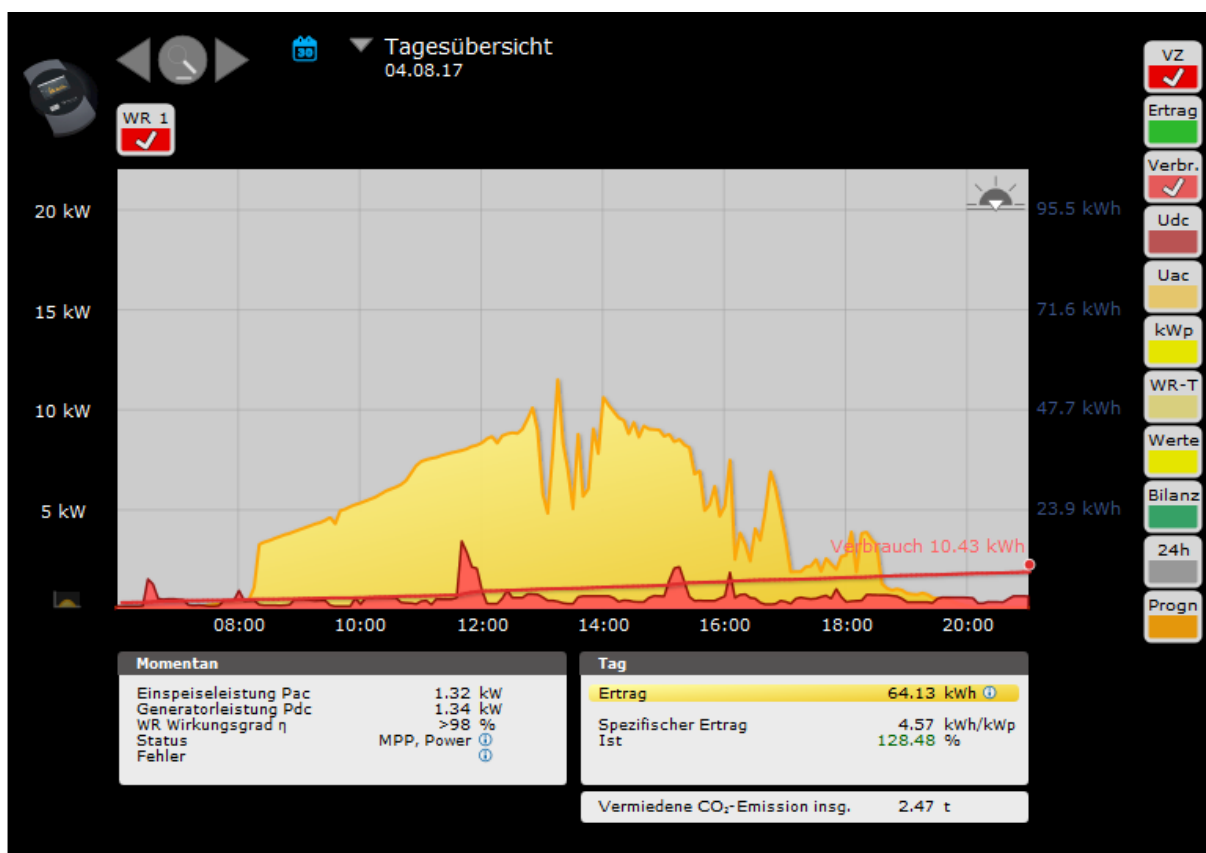 Tagesübersicht
04.08.17
30
WR 1
VZ
Ertrag
Verbr.
Udc
Uac
kWp
WR-T
Werte
Bilanz
24h
Progn
20 kW
15 kW
10 kW
5 kW
95.5 kWh
71.6 kWh
47.7 kWh
23.9 kWh
Verbrauch 10.43 kWh
08:00 10:00 12:00 14:00 16:00 18:00 20:00
Momentan
Einspeiseleistung Pac 1.32 kW
Generatorleistung Pdc 1.34 kW
WR Wirkungsgrad η >98 %
Status MPP, Power
Fehler
Tag
Ertrag 64.13 kWh
Spezifischer Ertrag 4.57 kWh/kWp
Ist 128.48 %
Vermiedene CO₂-Emission insg. 2.47 t